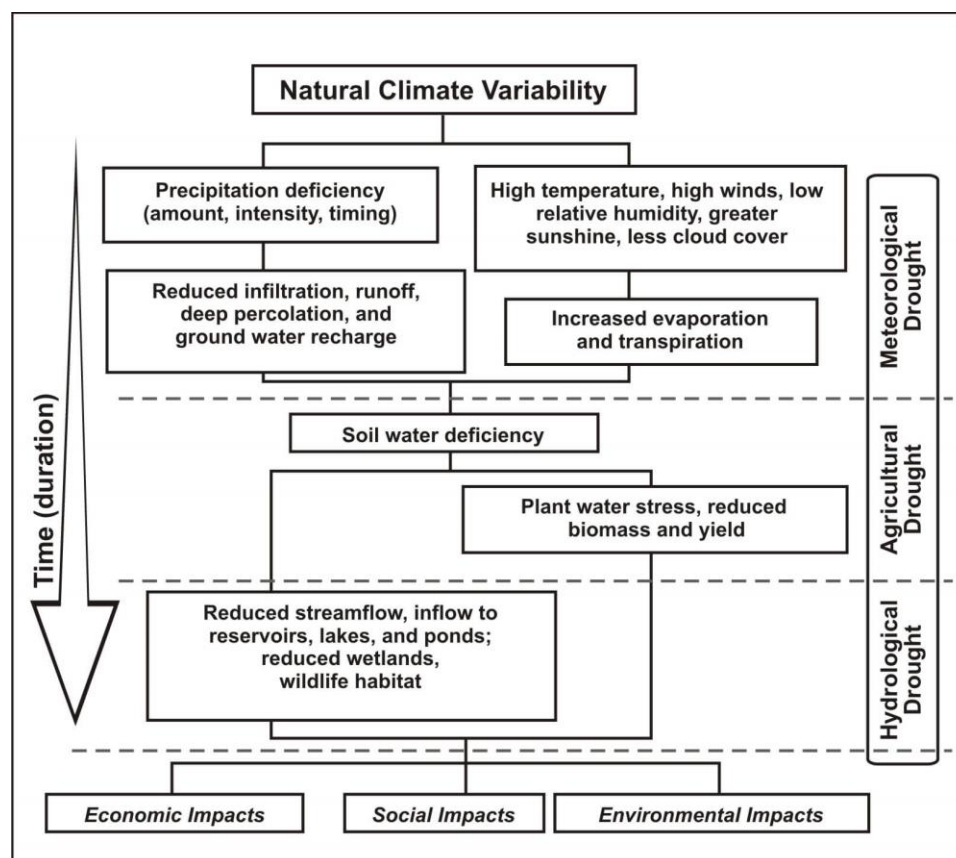 Natural Climate Variability
Precipitation deficiency
(amount, intensity, timing)
High temperature, high winds, low
relative humidity, greater
sunshine, less cloud cover
Reduced infiltration, runoff,
deep percolation, and
ground water recharge
Increased evaporation
and transpiration
Meteorological
Drought
Time (duration)
Soil water deficiency
Plant water stress, reduced
biomass and yield
Agricultural
Drought
Reduced streamflow, inflow to
reservoirs, lakes, and ponds;
reduced wetlands,
wildlife habitat
Hydrological
Drought
Economic Impacts
Social Impacts
Environmental Impacts